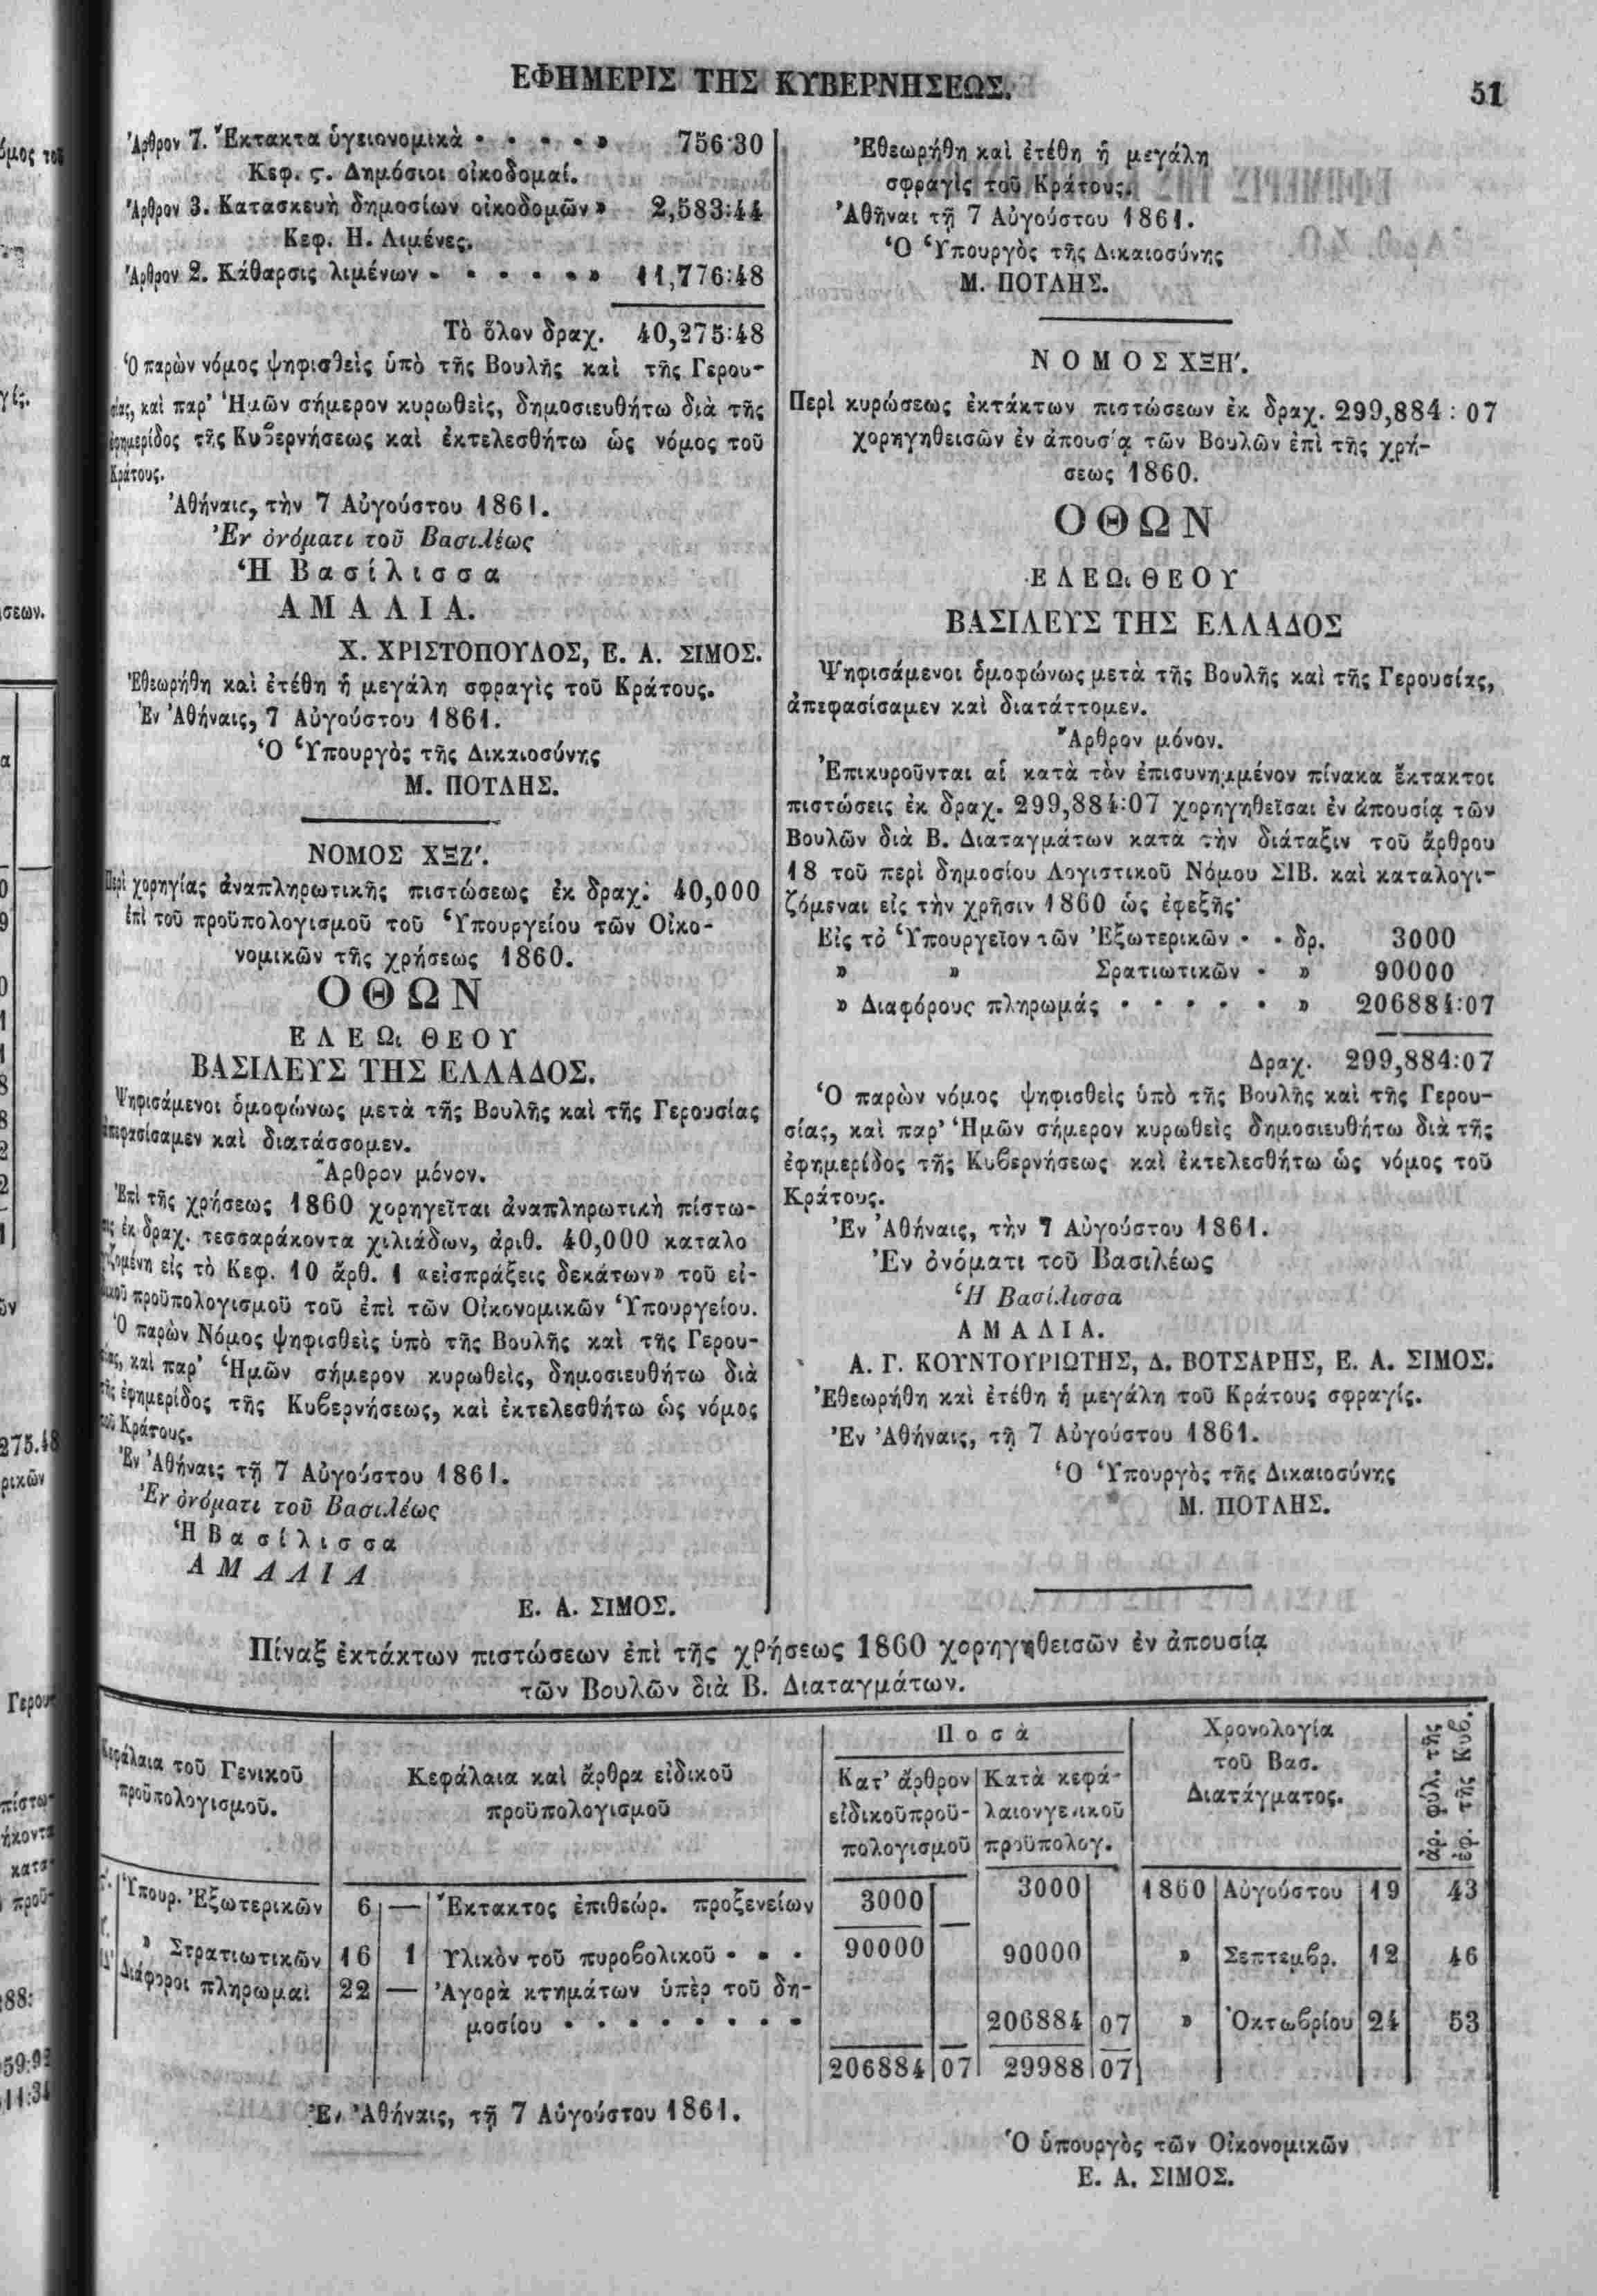 ΕΦΗΜΕΡΙΣ ΤΗΣ ΚΥΒΕΡΝΗΣΕΩΣ.
51
Ἄρθρον 7. Ἔκτακτα ὑγειονομικὰ • • • • » 756:30
Κεφ. ς. Δημόσιοι οἰκοδομαί.
Ἄρθρον 3. Κατασκευὴ δημοσίων οἰκοδομῶν » 2,583:44
Κεφ. Η. Λιμένες.
Ἄρθρον 2. Κάθαρσις λιμένων • • • • • » 11,776:48
Τὸ ὅλον δραχ. 40,275:48
Ὁ παρὼν νόμος ψηφισθεὶς ὑπὸ τῆς Βουλῆς καὶ τῆς Γερου-
σίας, καὶ παρ' Ἡμῶν σήμερον κυρωθεὶς, δημοσιευθήτω διὰ τῆς
ἐφημερίδος τῆς Κυβερνήσεως καὶ ἐκτελεσθήτω ὡς νόμος τοῦ
Κράτους.
Ἀθήναις, τὴν 7 Αὐγούστου 1861.
Ἐν ὀνόματι τοῦ Βασιλέως
Ἡ Βασίλισσα
ΑΜΑΛΙΑ.
Χ. ΧΡΙΣΤΟΠΟΥΛΟΣ, Ε. Α. ΣΙΜΟΣ.
Ἐθεωρήθη καὶ ἐτέθη ἡ μεγάλη σφραγὶς τοῦ Κράτους.
Ἐν Ἀθήναις, 7 Αὐγούστου 1861.
Ὁ Ὑπουργὸς τῆς Δικαιοσύνης
Μ. ΠΟΤΛΗΣ.
ΝΟΜΟΣ ΧΞΖ'.
Περὶ χορηγίας ἀναπληρωτικῆς πιστώσεως ἐκ δραχ: 40,000
ἐπὶ τοῦ προϋπολογισμοῦ τοῦ Ὑπουργείου τῶν Οἰκο-
νομικῶν τῆς χρήσεως 1860.
ΟΘΩΝ
ΕΛΕΩι ΘΕΟΥ
ΒΑΣΙΛΕΥΣ ΤΗΣ ΕΛΛΑΔΟΣ.
Ψηφισάμενοι ὁμοφώνως μετὰ τῆς Βουλῆς καὶ τῆς Γερουσίας
ἀπεφασίσαμεν καὶ διατάσσομεν.
Ἄρθρον μόνον.
Ἐπὶ τῆς χρήσεως 1860 χορηγεῖται ἀναπληρωτικὴ πίστω-
σις ἐκ δραχ. τεσσαράκοντα χιλιάδων, ἀριθ. 40,000 καταλο
γιζομένη εἰς τὸ Κεφ. 10 ἄρθ. 1 «εἰσπράξεις δεκάτων» τοῦ εἰ-
δικοῦ προϋπολογισμοῦ τοῦ ἐπὶ τῶν Οἰκονομικῶν Ὑπουργείου.
Ὁ παρὼν Νόμος ψηφισθεὶς ὑπὸ τῆς Βουλῆς καὶ τῆς Γερου-
σίας, καὶ παρ' Ἡμῶν σήμερον κυρωθεὶς, δημοσιευθήτω διὰ
τῆς ἐφημερίδος τῆς Κυβερνήσεως, καὶ ἐκτελεσθήτω ὡς νόμος
τοῦ Κράτους.
Ἐν Ἀθήναις τῇ 7 Αὐγούστου 1861.
Ἐν ὀνόματι τοῦ Βασιλέως
Ἡ Βασίλισσα
ΑΜΑΛΙΑ
Ε. Α. ΣΙΜΟΣ.
Ἐθεωρήθη καὶ ἐτέθη ἡ μεγάλη
σφραγὶς τοῦ Κράτους.
Ἀθῆναι τῇ 7 Αὐγούστου 1861.
Ὁ Ὑπουργὸς τῆς Δικαιοσύνης
Μ. ΠΟΤΛΗΣ.
ΝΟΜΟΣ ΧΞΗ'.
Περὶ κυρώσεως ἐκτάκτων πιστώσεων ἐκ δραχ. 299,884 : 07
χορηγηθεισῶν ἐν ἀπουσίᾳ τῶν Βουλῶν ἐπὶ τῆς χρή-
σεως 1860.
ΟΘΩΝ
ΕΛΕΩι ΘΕΟΥ
ΒΑΣΙΛΕΥΣ ΤΗΣ ΕΛΛΑΔΟΣ
Ψηφισάμενοι ὁμοφώνως μετὰ τῆς Βουλῆς καὶ τῆς Γερουσίας,
ἀπεφασίσαμεν καὶ διατάττομεν.
Ἄρθρον μόνον.
Ἐπικυροῦνται αἱ κατὰ τὸν ἐπισυνημμένον πίνακα ἔκτακτοι
πιστώσεις ἐκ δραχ. 299,884:07 χορηγηθεῖσαι ἐν ἀπουσίᾳ τῶν
Βουλῶν διὰ Β. Διαταγμάτων κατὰ τὴν διάταξιν τοῦ ἄρθρου
18 τοῦ περὶ δημοσίου Λογιστικοῦ Νόμου ΣΙΒ. καὶ καταλογι-
ζόμεναι εἰς τὴν χρῆσιν 1860 ὡς ἐφεξῆς·
Εἰς τὸ Ὑπουργεῖον τῶν Ἐξωτερικῶν • • δρ. 3000
» » Σρατιωτικῶν • » 90000
» Διαφόρους πληρωμάς • • • • • » 206884:07
Δραχ. 299,884:07
Ὁ παρὼν νόμος ψηφισθεὶς ὑπὸ τῆς Βουλῆς καὶ τῆς Γερου-
σίας, καὶ παρ' Ἡμῶν σήμερον κυρωθεὶς δημοσιευθήτω διὰ τῆς
ἐφημερίδος τῆς Κυβερνήσεως καὶ ἐκτελεσθήτω ὡς νόμος τοῦ
Κράτους.
Ἐν Ἀθήναις, τὴν 7 Αὐγούστου 1861.
Ἐν ὀνόματι τοῦ Βασιλέως
Ἡ Βασίλισσα
ΑΜΑΛΙΑ.
Α. Γ. ΚΟΥΝΤΟΥΡΙΩΤΗΣ, Δ. ΒΟΤΣΑΡΗΣ, Ε. Α. ΣΙΜΟΣ.
Ἐθεωρήθη καὶ ἐτέθη ἡ μεγάλη τοῦ Κράτους σφραγίς.
Ἐν Ἀθήναις, τῇ 7 Αὐγούστου 1861.
Ὁ Ὑπουργὸς τῆς Δικαιοσύνης
Μ. ΠΟΤΛΗΣ.
Πίναξ ἐκτάκτων πιστώσεων ἐπὶ τῆς χρήσεως 1860 χορηγηθεισῶν ἐν ἀπουσίᾳ
τῶν Βουλῶν διὰ Β. Διαταγμάτων.
Κεφάλαια τοῦ Γενικοῦ
προϋπολογισμοῦ.
Κεφάλαια καὶ ἄρθρα εἰδικοῦ
προϋπολογισμοῦ
Ποσὰ
Κατ' ἄρθρον
εἰδικοῦ προϋ-
πολογισμοῦ
Κατὰ κεφά-
λαιον γενικοῦ
προϋπολογ.
Χρονολογία
τοῦ Βασ.
Διατάγματος.
ἀρ. φύλ. τῆς
ἐφ. τῆς Κυβ.
Ὑπουρ. Ἐξωτερικῶν 6 — Ἔκτακτος ἐπιθεώρ. προξενείων 3000 3000 1860 Αὐγούστου 19 43
» Στρατιωτικῶν 16 1 Ὑλικὸν τοῦ πυροβολικοῦ • • • 90000 90000 » Σεπτεμβρ. 12 46
Διάφοροι πληρωμαὶ 22 — Ἀγορὰ κτημάτων ὑπὲρ τοῦ δη-
μοσίου • • • • • • • • 206884 07 » Ὀκτωβρίου 24 53
206884 07 29988 07
Ἐν Ἀθήναις, τῇ 7 Αὐγούστου 1861.
Ὁ ὑπουργὸς τῶν Οἰκονομικῶν
Ε. Α. ΣΙΜΟΣ.